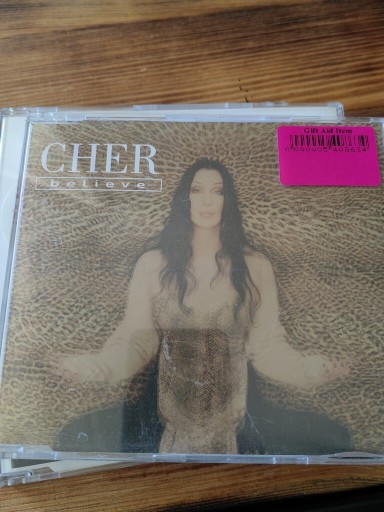 CHER
believe
Gift Aid Item